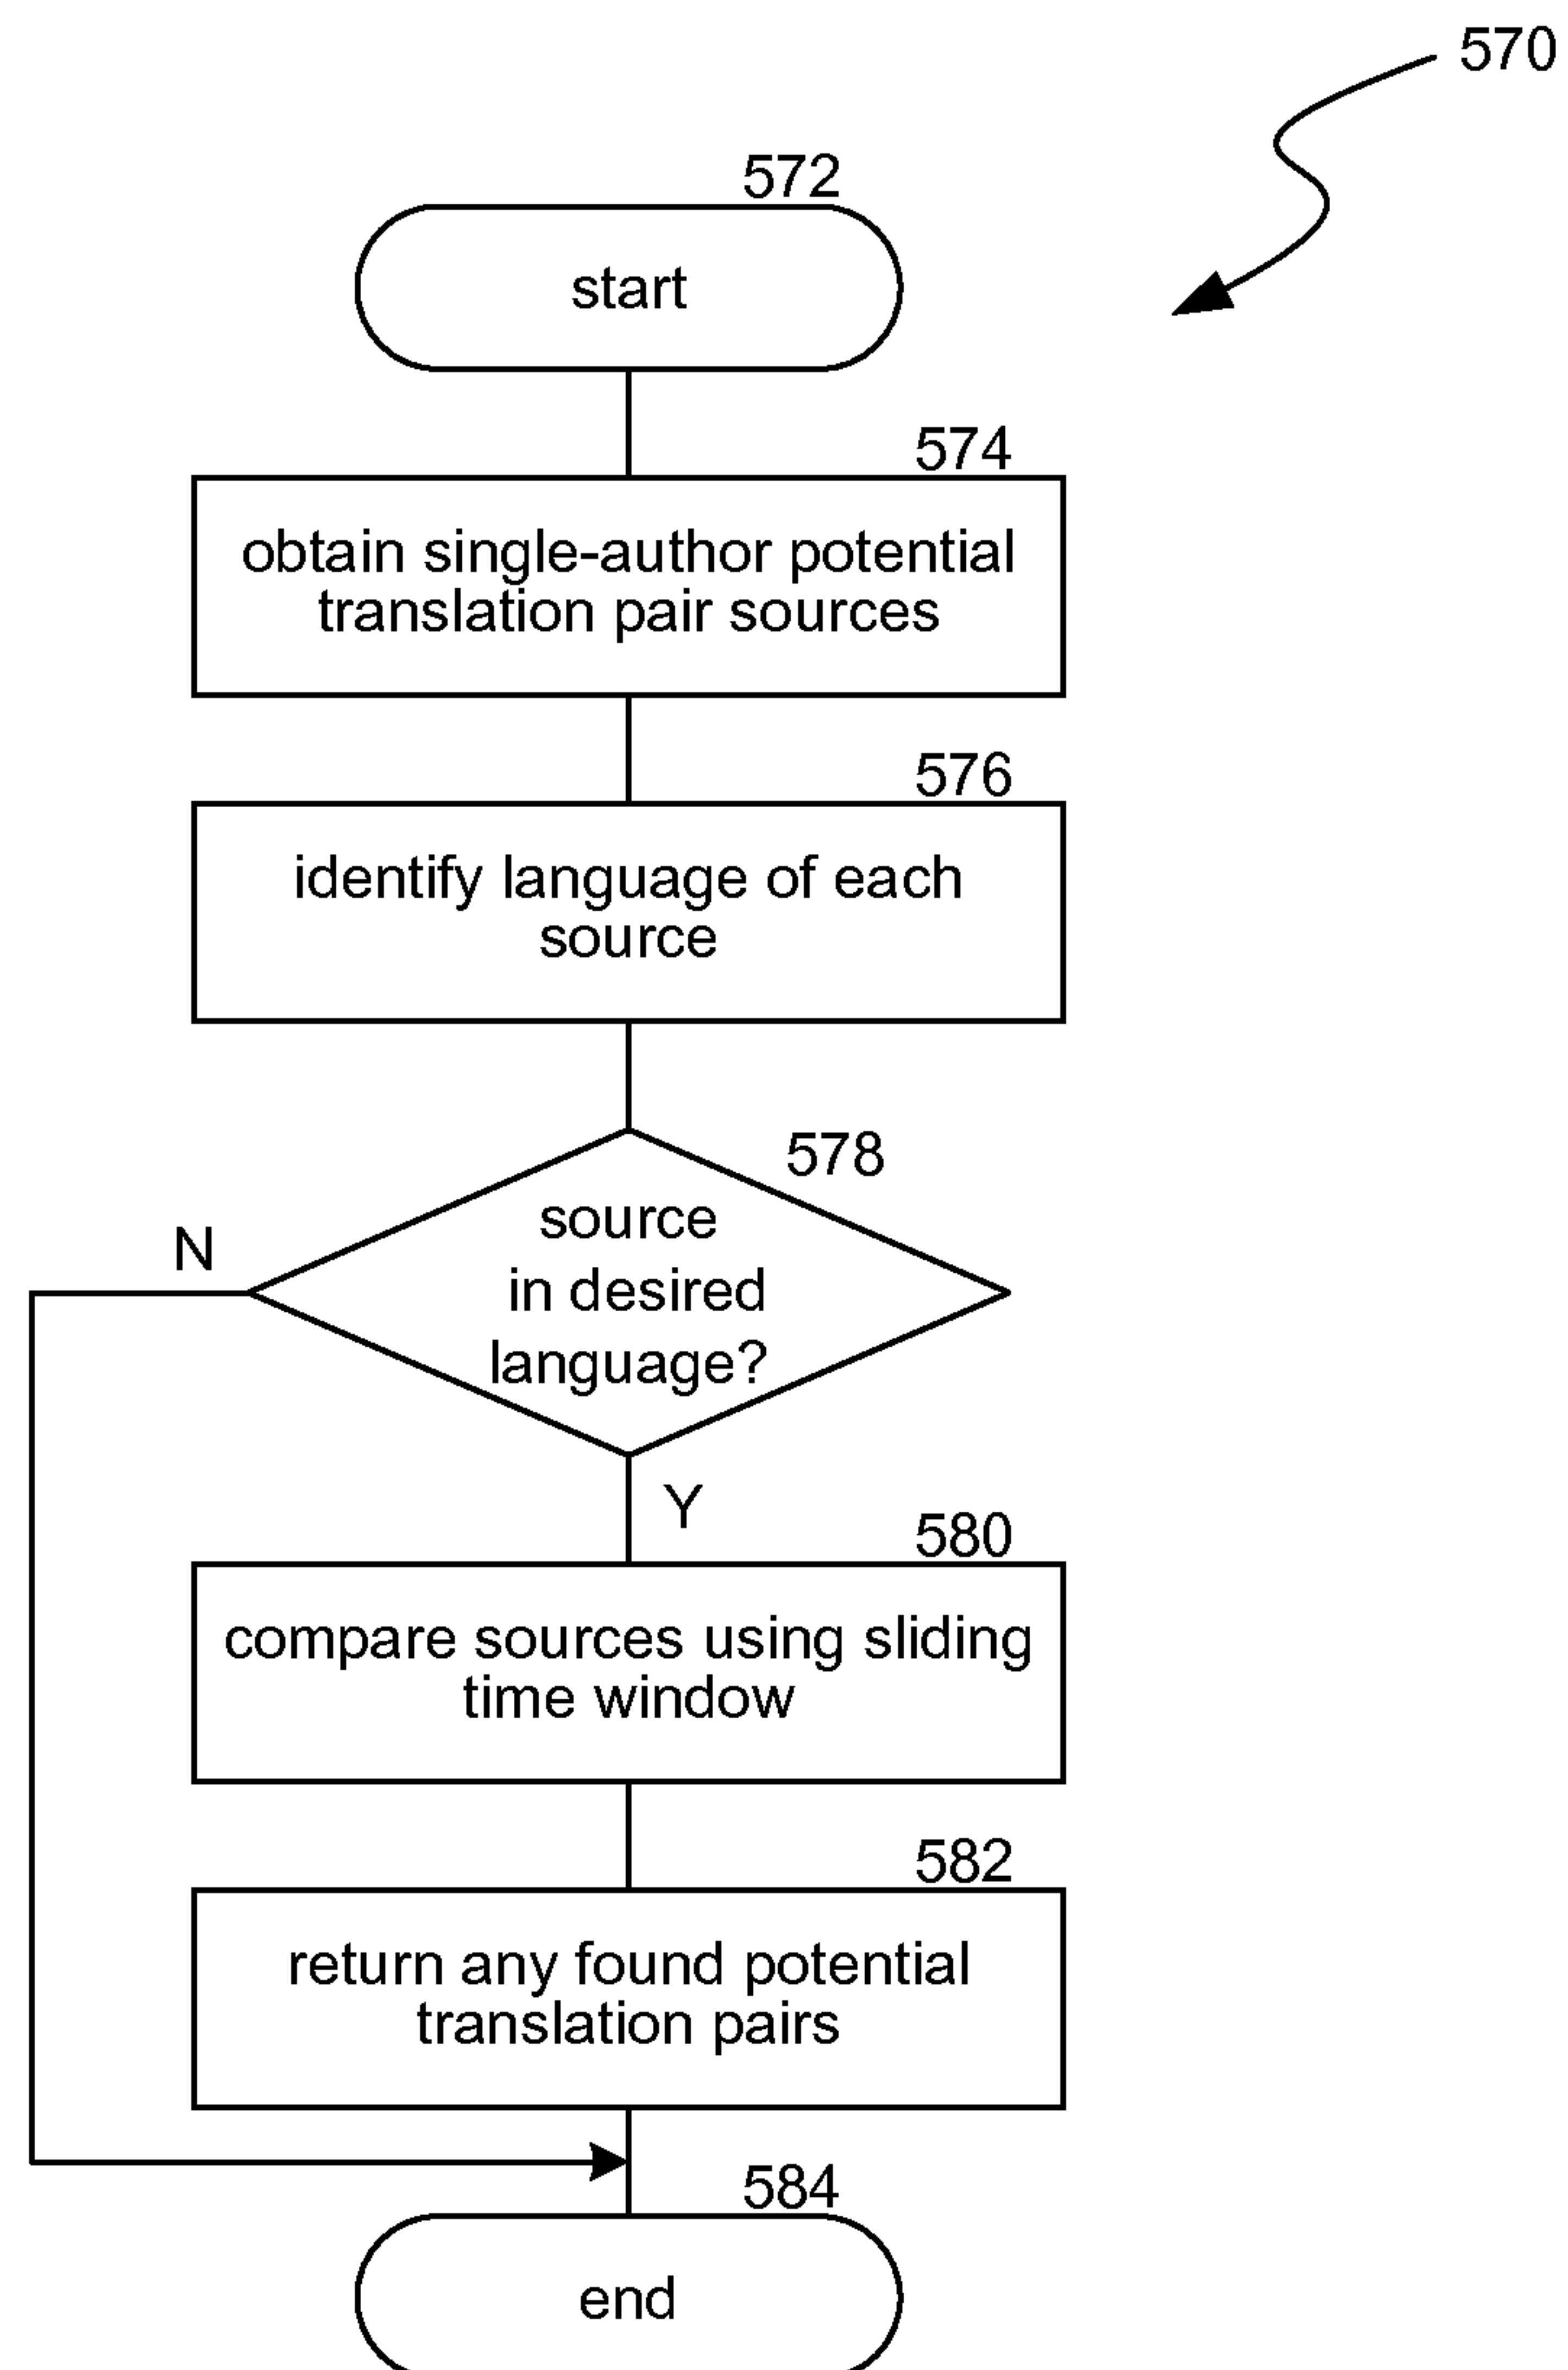 570
572
start
574
obtain single-author potential
translation pair sources
576
identify language of each
source
578
source
in desired
language?
N
Y
580
compare sources using sliding
time window
582
return any found potential
translation pairs
584
end